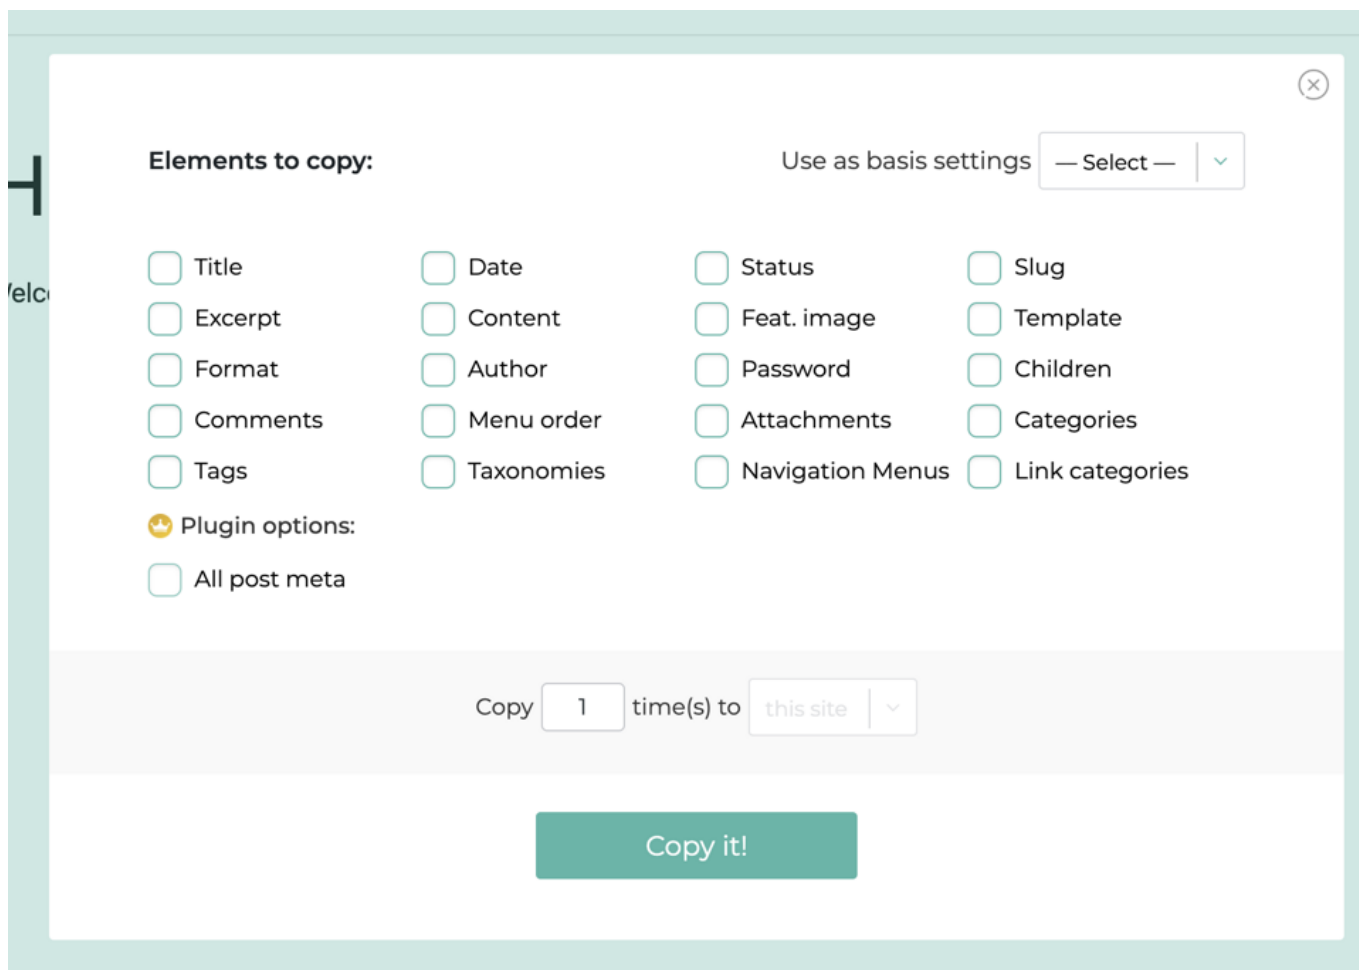 Elements to copy: Use as basis settings — Select —
Title Date Status Slug
Excerpt Content Feat. image Template
Format Author Password Children
Comments Menu order Attachments Categories
Tags Taxonomies Navigation Menus Link categories
Plugin options:
All post meta
Copy 1 time(s) to this site
Copy it!